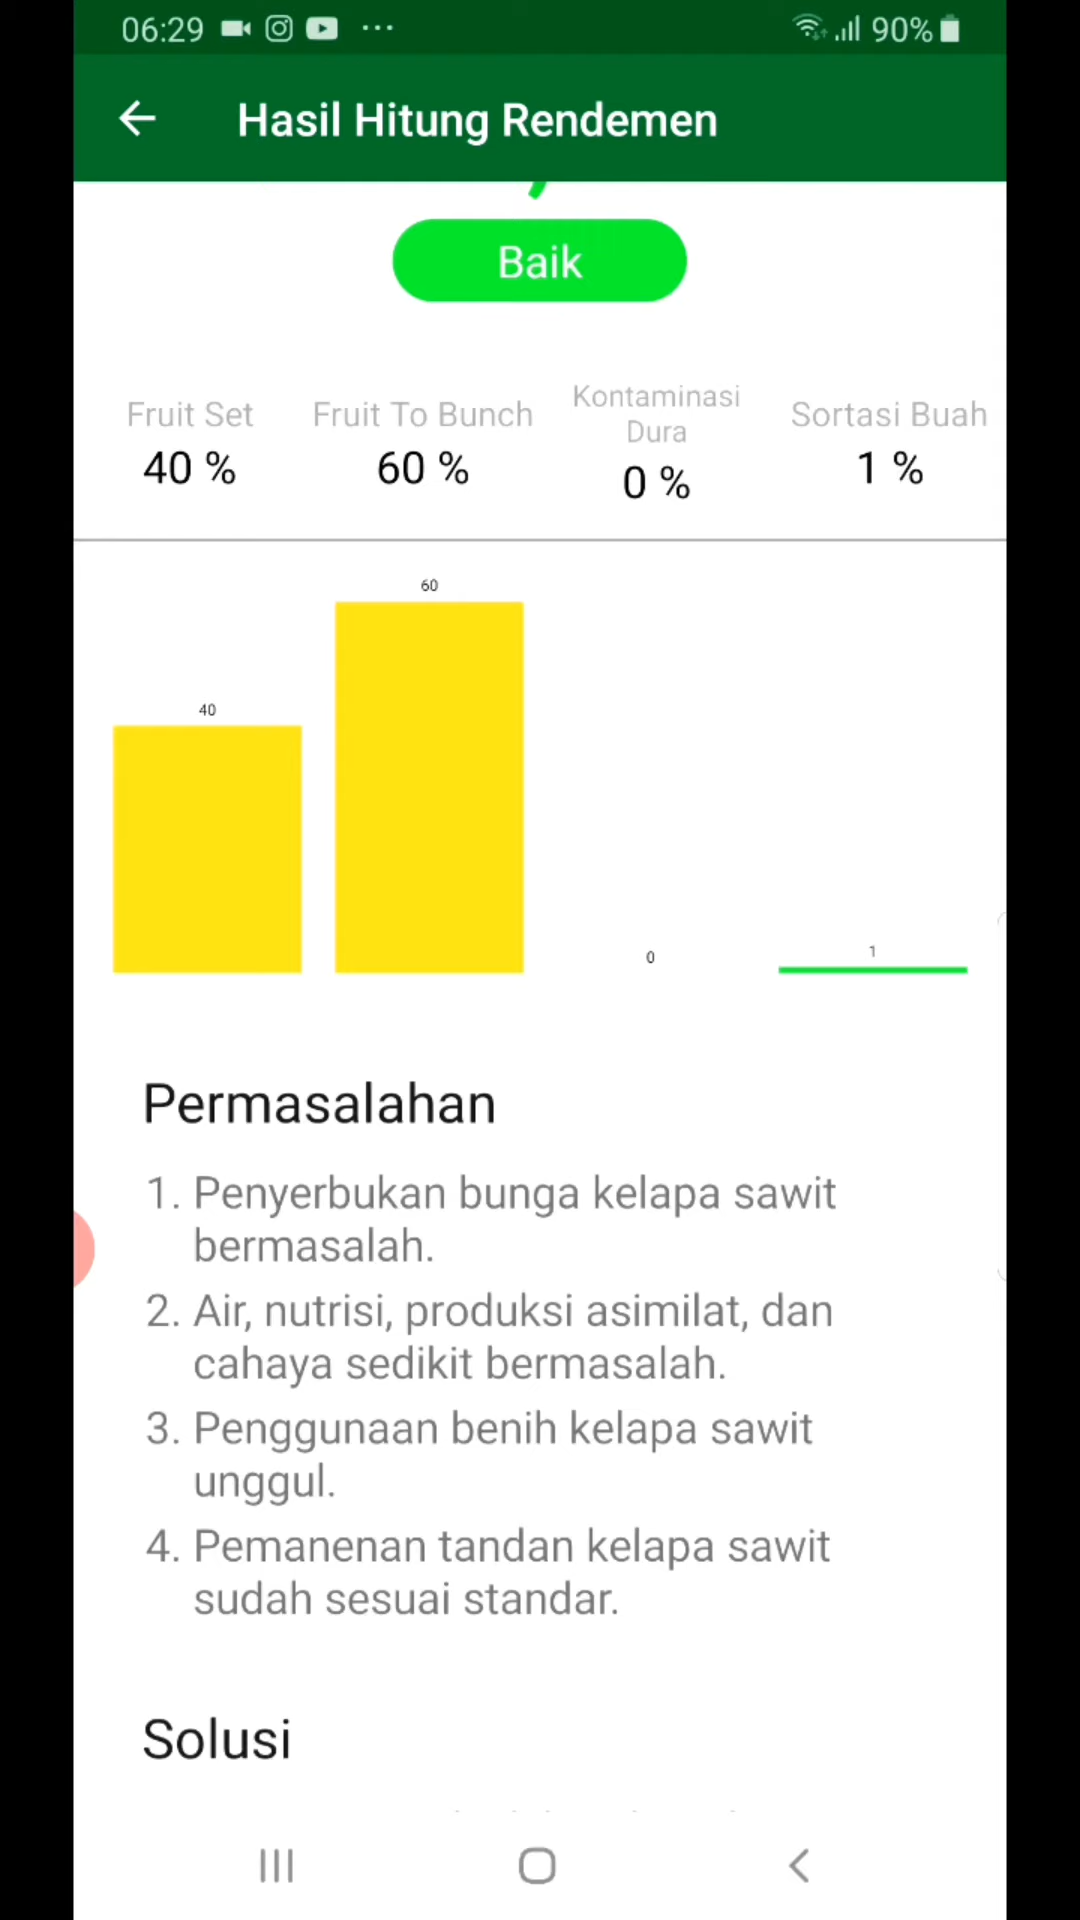 06:29 90%
Hasil Hitung Rendemen
Baik
Fruit Set
40 %
Fruit To Bunch
60 %
Kontaminasi
Dura
0 %
Sortasi Buah
1 %
40
60
0
1
Permasalahan
1. Penyerbukan bunga kelapa sawit
bermasalah.
2. Air, nutrisi, produksi asimilat, dan
cahaya sedikit bermasalah.
3. Penggunaan benih kelapa sawit
unggul.
4. Pemanenan tandan kelapa sawit
sudah sesuai standar.
Solusi